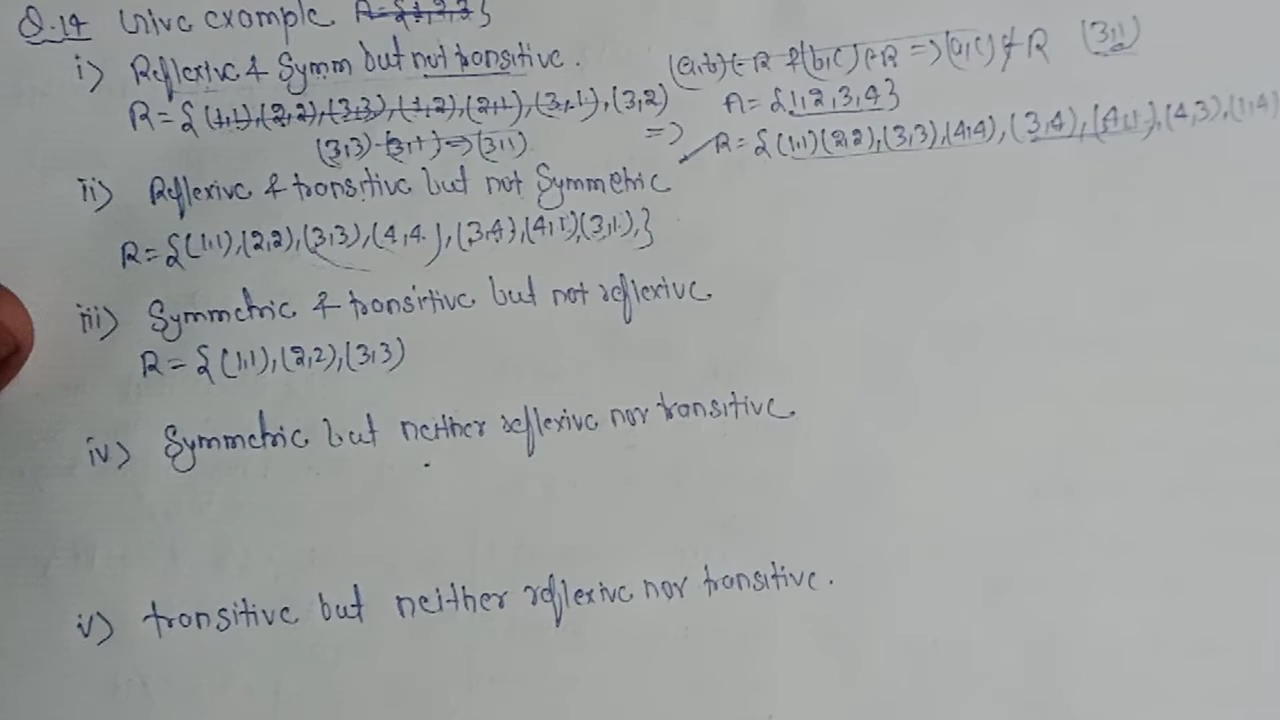 Q.14 Give example A={1,2,3}
i) Reflexive & Symm but not transitive.
(a,b)∈R & (b,c)∈R => (a,c)∉R (3,1)
R={(1,1),(2,2),(3,3),(1,2),(2,1),(3,1),(3,2)
A={1,2,3,4}
(3,3) (3,1)=>(3,1)
=> R={(1,1)(2,2),(3,3),(4,4),(3,4),(4,1),(4,3),(1,4)
ii) Reflexive & transitive but not Symmetric
R={(1,1),(2,2),(3,3),(4,4),(3,4),(4,1),(3,1),}
iii) Symmetric & transirtive but not reflexive
R={(1,1),(2,2),(3,3)
iv) Symmetric but neither reflexive nor transitive
v) transitive but neither reflexive nor transitive.